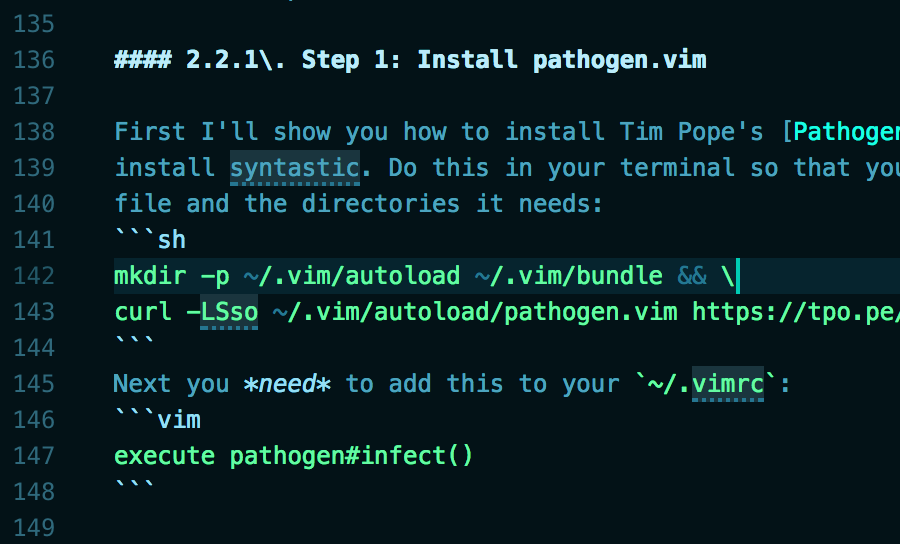 135
136 #### 2.2.1\. Step 1: Install pathogen.vim
137
138 First I'll show you how to install Tim Pope's [Pathogen
139 install syntastic. Do this in your terminal so that you
140 file and the directories it needs:
141 ```sh
142 mkdir -p ~/.vim/autoload ~/.vim/bundle && \
143 curl -LSso ~/.vim/autoload/pathogen.vim https://tpo.pe/
144 ```
145 Next you *need* to add this to your `~/.vimrc`:
146 ```vim
147 execute pathogen#infect()
148 ```
149